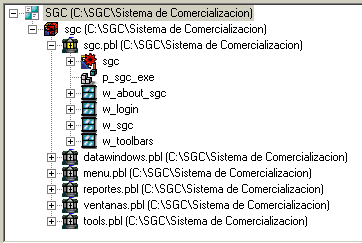 SGC (C:\SGC\Sistema de Comercializacion)
sgc (C:\SGC\Sistema de Comercializacion)
sgc.pbl (C:\SGC\Sistema de Comercializacion)
sgc
p_sgc_exe
w_about_sgc
w_login
w_sgc
w_toolbars
datawindows.pbl (C:\SGC\Sistema de Comercializacion)
menu.pbl (C:\SGC\Sistema de Comercializacion)
reportes.pbl (C:\SGC\Sistema de Comercializacion)
ventanas.pbl (C:\SGC\Sistema de Comercializacion)
tools.pbl (C:\SGC\Sistema de Comercializacion)